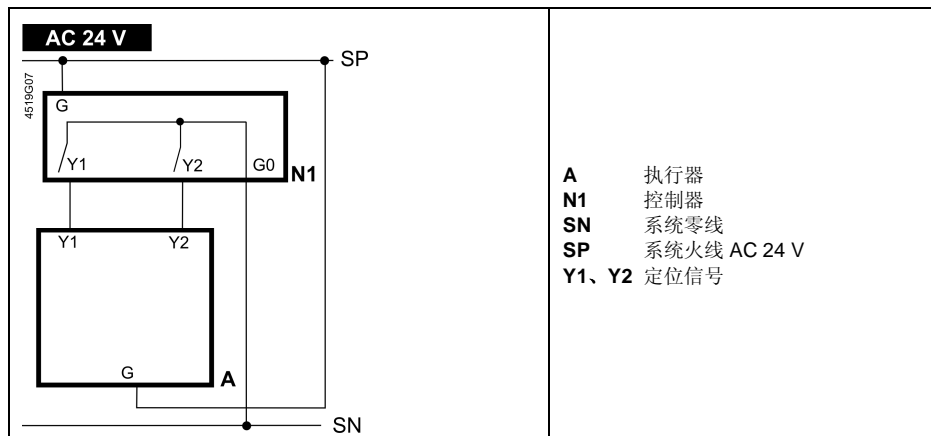 AC 24 V
SP
4519G07
G
Y1 Y2 G0
N1
Y1 Y2
G
A
SN
A 执行器
N1 控制器
SN 系统零线
SP 系统火线 AC 24 V
Y1、Y2 定位信号